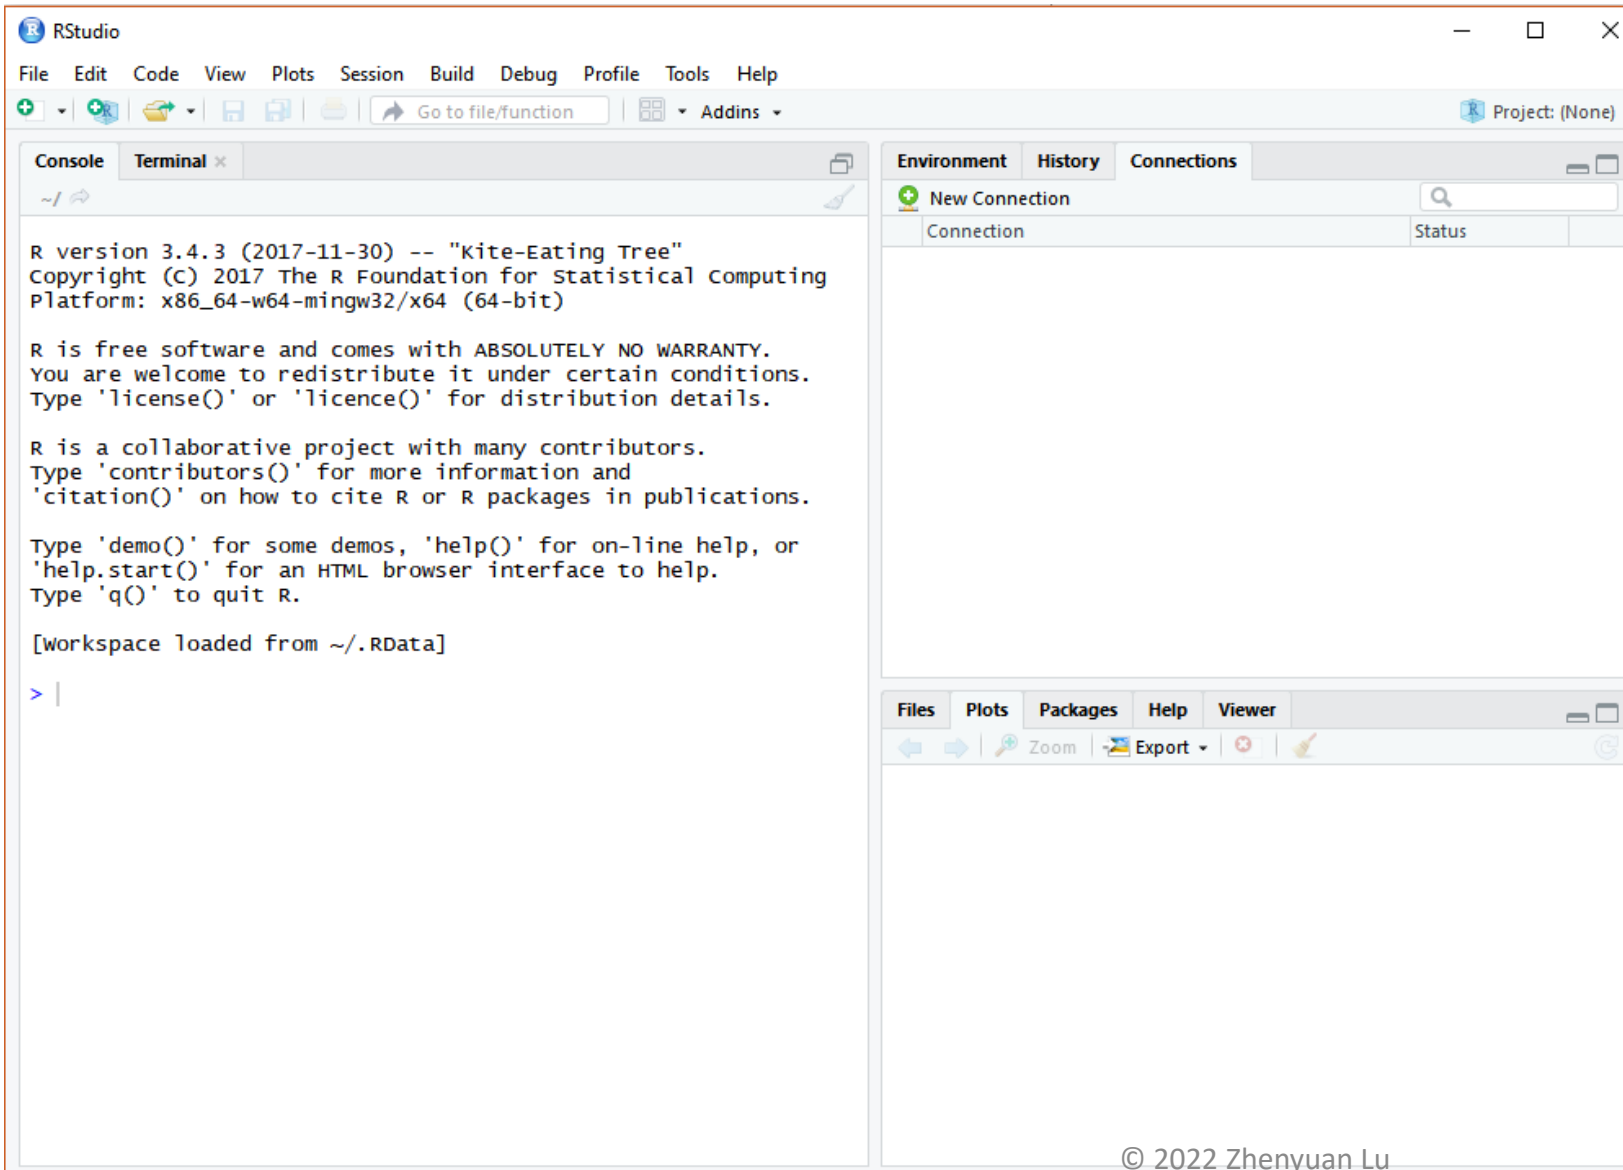 RStudio
File Edit Code View Plots Session Build Debug Profile Tools Help
Go to file/function Addins Project: (None)
Console Terminal
~/
R version 3.4.3 (2017-11-30) -- "Kite-Eating Tree"
Copyright (C) 2017 The R Foundation for Statistical Computing
Platform: x86_64-w64-mingw32/x64 (64-bit)
R is free software and comes with ABSOLUTELY NO WARRANTY.
You are welcome to redistribute it under certain conditions.
Type 'license()' or 'licence()' for distribution details.
R is a collaborative project with many contributors.
Type 'contributors()' for more information and
'citation()' on how to cite R or R packages in publications.
Type 'demo()' for some demos, 'help()' for on-line help, or
'help.start()' for an HTML browser interface to help.
Type 'q()' to quit R.
[Workspace loaded from ~/.RData]
>
Environment History Connections
New Connection
Connection Status
Files Plots Packages Help Viewer
Zoom Export
© 2022 Zhenyuan Lu